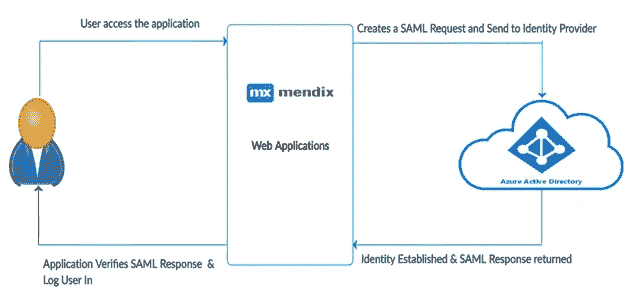 User access the application
Creates a SAML Request and Send to Identity Provider
mx mendix
Web Applications
Azure Active Directory
Identity Established & SAML Response returned
Application Verifies SAML Response &
Log User In